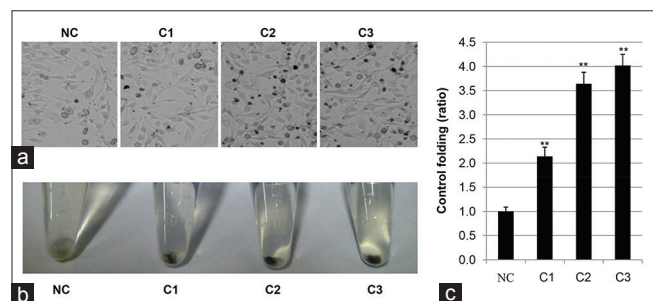 NC C1 C2 C3
a
NC C1 C2 C3
b
Control folding (ratio)
4.5
4.0
3.5
3.0
2.5
2.0
1.5
1.0
0.5
0.0
**
**
**
NC C1 C2 C3
c